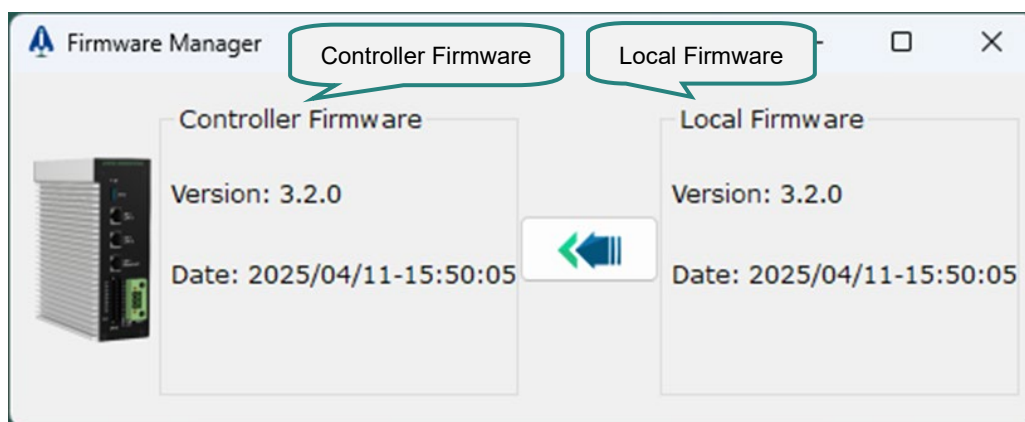 Firmware Manager
Controller Firmware
Local Firmware
Controller Firmware
Version: 3.2.0
Date: 2025/04/11-15:50:05
Local Firmware
Version: 3.2.0
Date: 2025/04/11-15:50:05